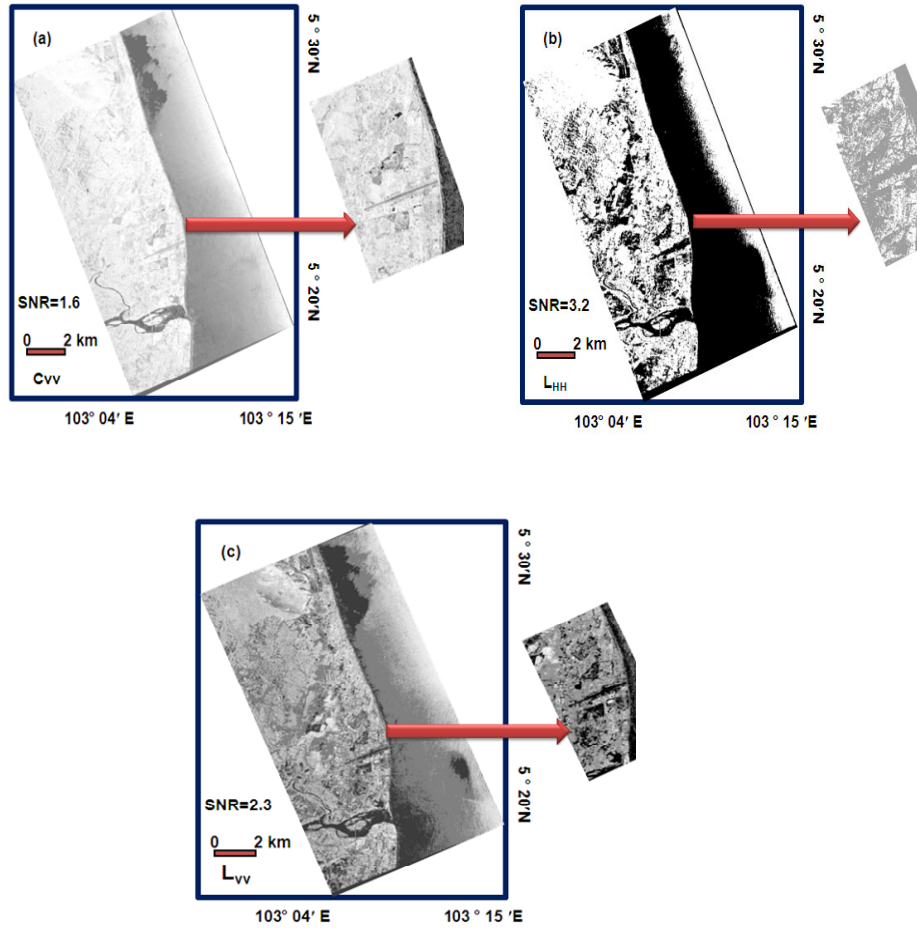 (a)
5 ° 30'N
5 ° 20'N
SNR=1.6
0 2 km
CVV
103° 04′ E
103 ° 15 ′E
(b)
5 ° 30'N
5 ° 20'N
SNR=3.2
0 2 km
LHH
103° 04′ E
103 ° 15 ′E
(c)
5 ° 30'N
5 ° 20'N
SNR=2.3
0 2 km
LVV
103° 04′ E
103 ° 15 ′E